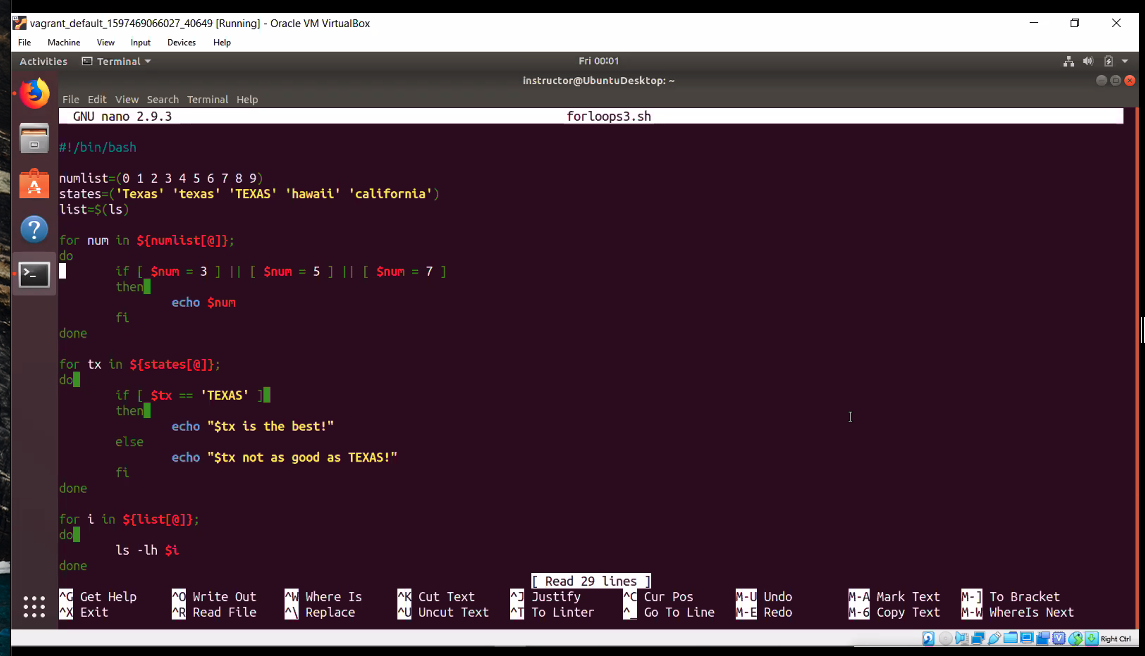 vagrant_default_1597469066027_40649 [Running] - Oracle VM VirtualBox
File Machine View Input Devices Help
Activities Terminal Fri 00:01
instructor@UbuntuDesktop: ~
File Edit View Search Terminal Help
GNU nano 2.9.3 forloops3.sh
#!/bin/bash
numlist=(0 1 2 3 4 5 6 7 8 9)
states=('Texas' 'texas' 'TEXAS' 'hawaii' 'california')
list=$(ls)
for num in ${numlist[@]};
do
if [ $num = 3 ] || [ $num = 5 ] || [ $num = 7 ]
then
echo $num
fi
done
for tx in ${states[@]};
do
if [ $tx == 'TEXAS' ]
then
echo "$tx is the best!"
else
echo "$tx not as good as TEXAS!"
fi
done
for i in ${list[@]};
do
ls -lh $i
done
[ Read 29 lines ]
^G Get Help ^O Write Out ^W Where Is ^K Cut Text ^J Justify ^C Cur Pos M-U Undo M-A Mark Text M-] To Bracket
^X Exit ^R Read File ^\ Replace ^U Uncut Text ^T To Linter ^_ Go To Line M-E Redo M-6 Copy Text M-W WhereIs Next
Right Ctrl